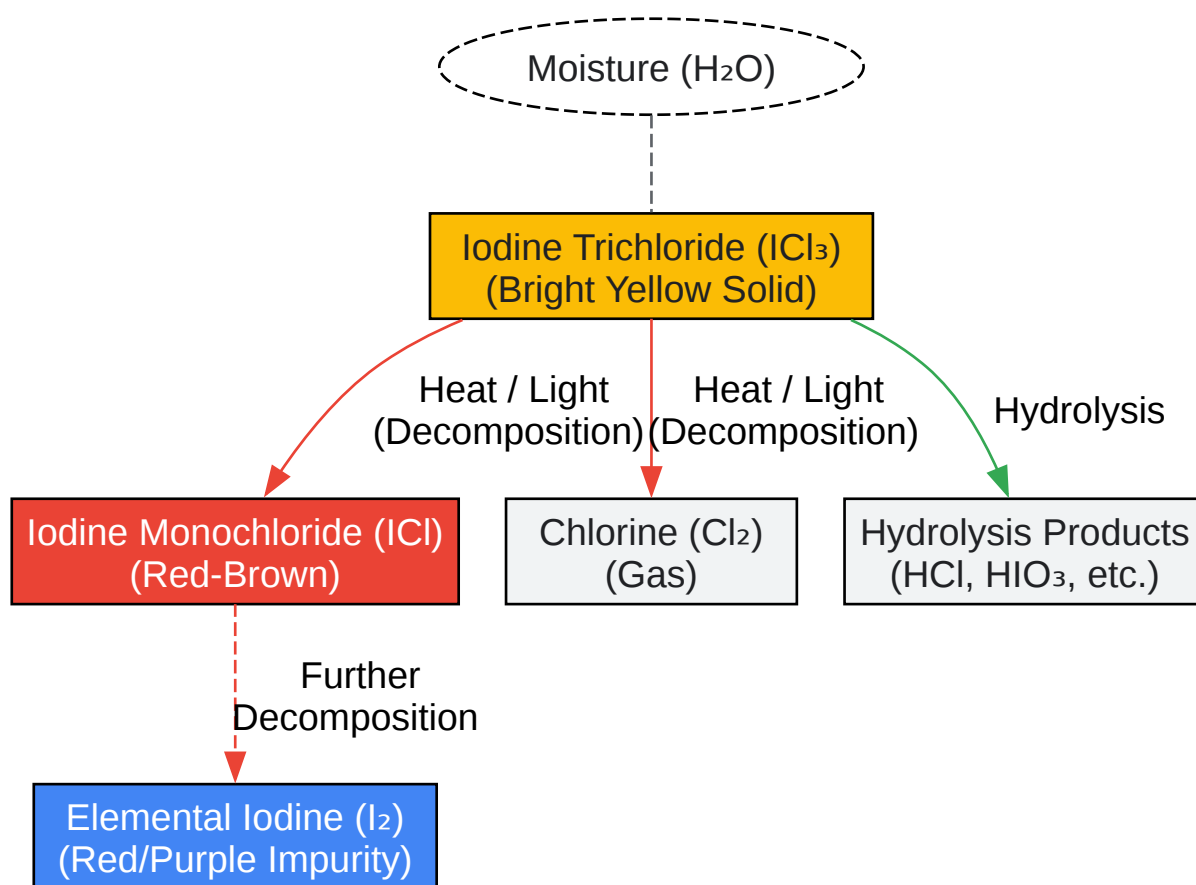 Moisture (H₂O)
Iodine Trichloride (ICl₃)
(Bright Yellow Solid)
Heat / Light
(Decomposition)
Heat / Light
(Decomposition)
Hydrolysis
Iodine Monochloride (ICl)
(Red-Brown)
Chlorine (Cl₂)
(Gas)
Hydrolysis Products
(HCl, HIO₃, etc.)
Further
Decomposition
Elemental Iodine (I₂)
(Red/Purple Impurity)